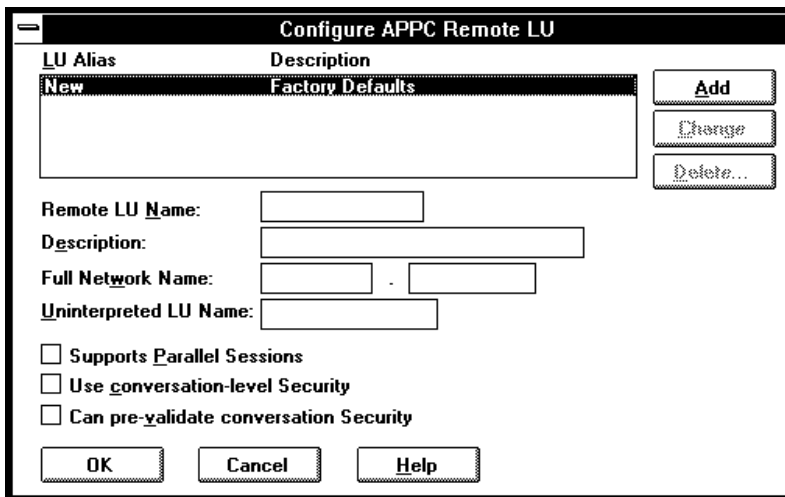 Configure APPC Remote LU
LU Alias Description
New Factory Defaults
Add
Change
Delete...
Remote LU Name:
Description:
Full Network Name: .
Uninterpreted LU Name:
Supports Parallel Sessions
Use conversation-level Security
Can pre-validate conversation Security
OK Cancel Help